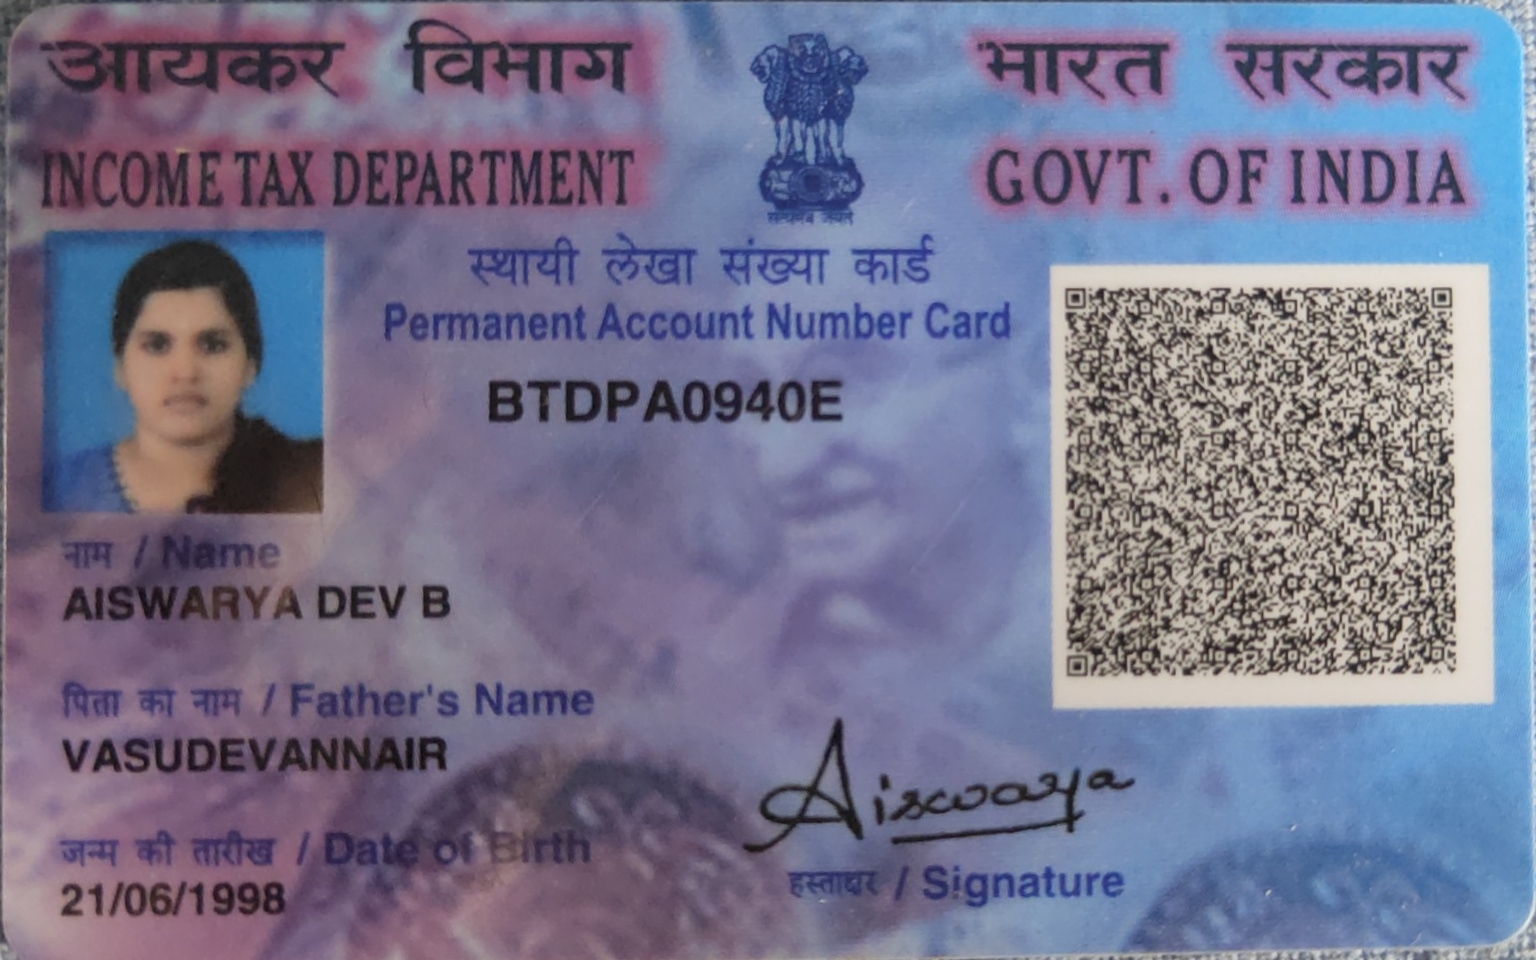 आयकर विभाग
INCOME TAX DEPARTMENT
भारत सरकार
GOVT. OF INDIA
सत्यमेव जयते
स्थायी लेखा संख्या कार्ड
Permanent Account Number Card
BTDPA0940E
नाम / Name
AISWARYA DEV B
पिता का नाम / Father's Name
VASUDEVANNAIR
जन्म की तारीख / Date of Birth
21/06/1998
Aiswarya
हस्ताक्षर / Signature